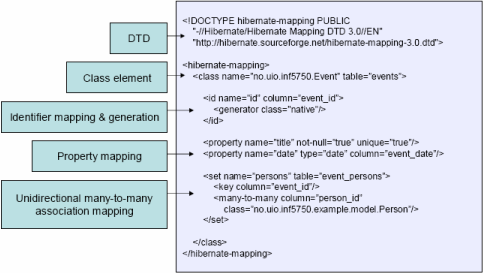 DTD
Class element
Identifier mapping & generation
Property mapping
Unidirectional many-to-many
association mapping
<!DOCTYPE hibernate-mapping PUBLIC
"-//Hibernate/Hibernate Mapping DTD 3.0//EN"
"http://hibernate.sourceforge.net/hibernate-mapping-3.0.dtd">
<hibernate-mapping>
<class name="no.uio.inf5750.Event" table="events">
<id name="id" column="event_id">
<generator class="native"/>
</id>
<property name="title" not-null="true" unique="true"/>
<property name="date" type="date" column="event_date"/>
<set name="persons" table="event_persons">
<key column="event_id"/>
<many-to-many column="person_id"
class="no.uio.inf5750.example.model.Person"/>
</set>
</class>
</hibernate-mapping>